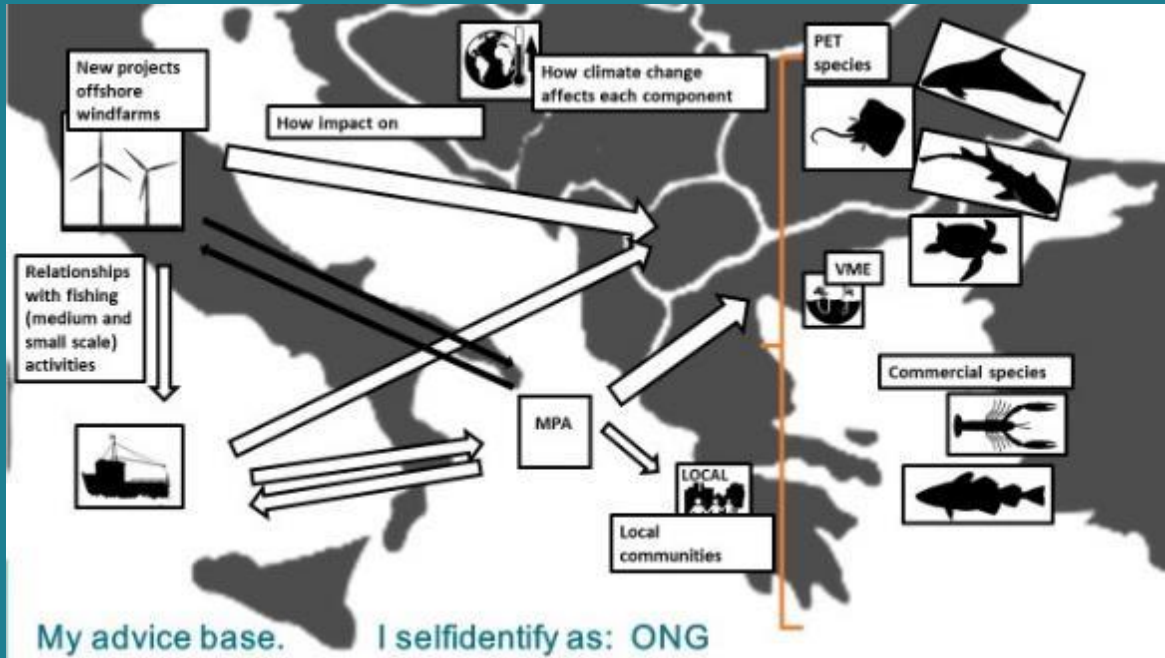 New projects
offshore
windfarms
How climate change
affects each component
PET
species
How impact on
Relationships
with fishing
(medium and
small scale)
activities
VME
Commercial species
MPA
LOCAL
Local
communities
My advice base. I selfidentify as: ONG